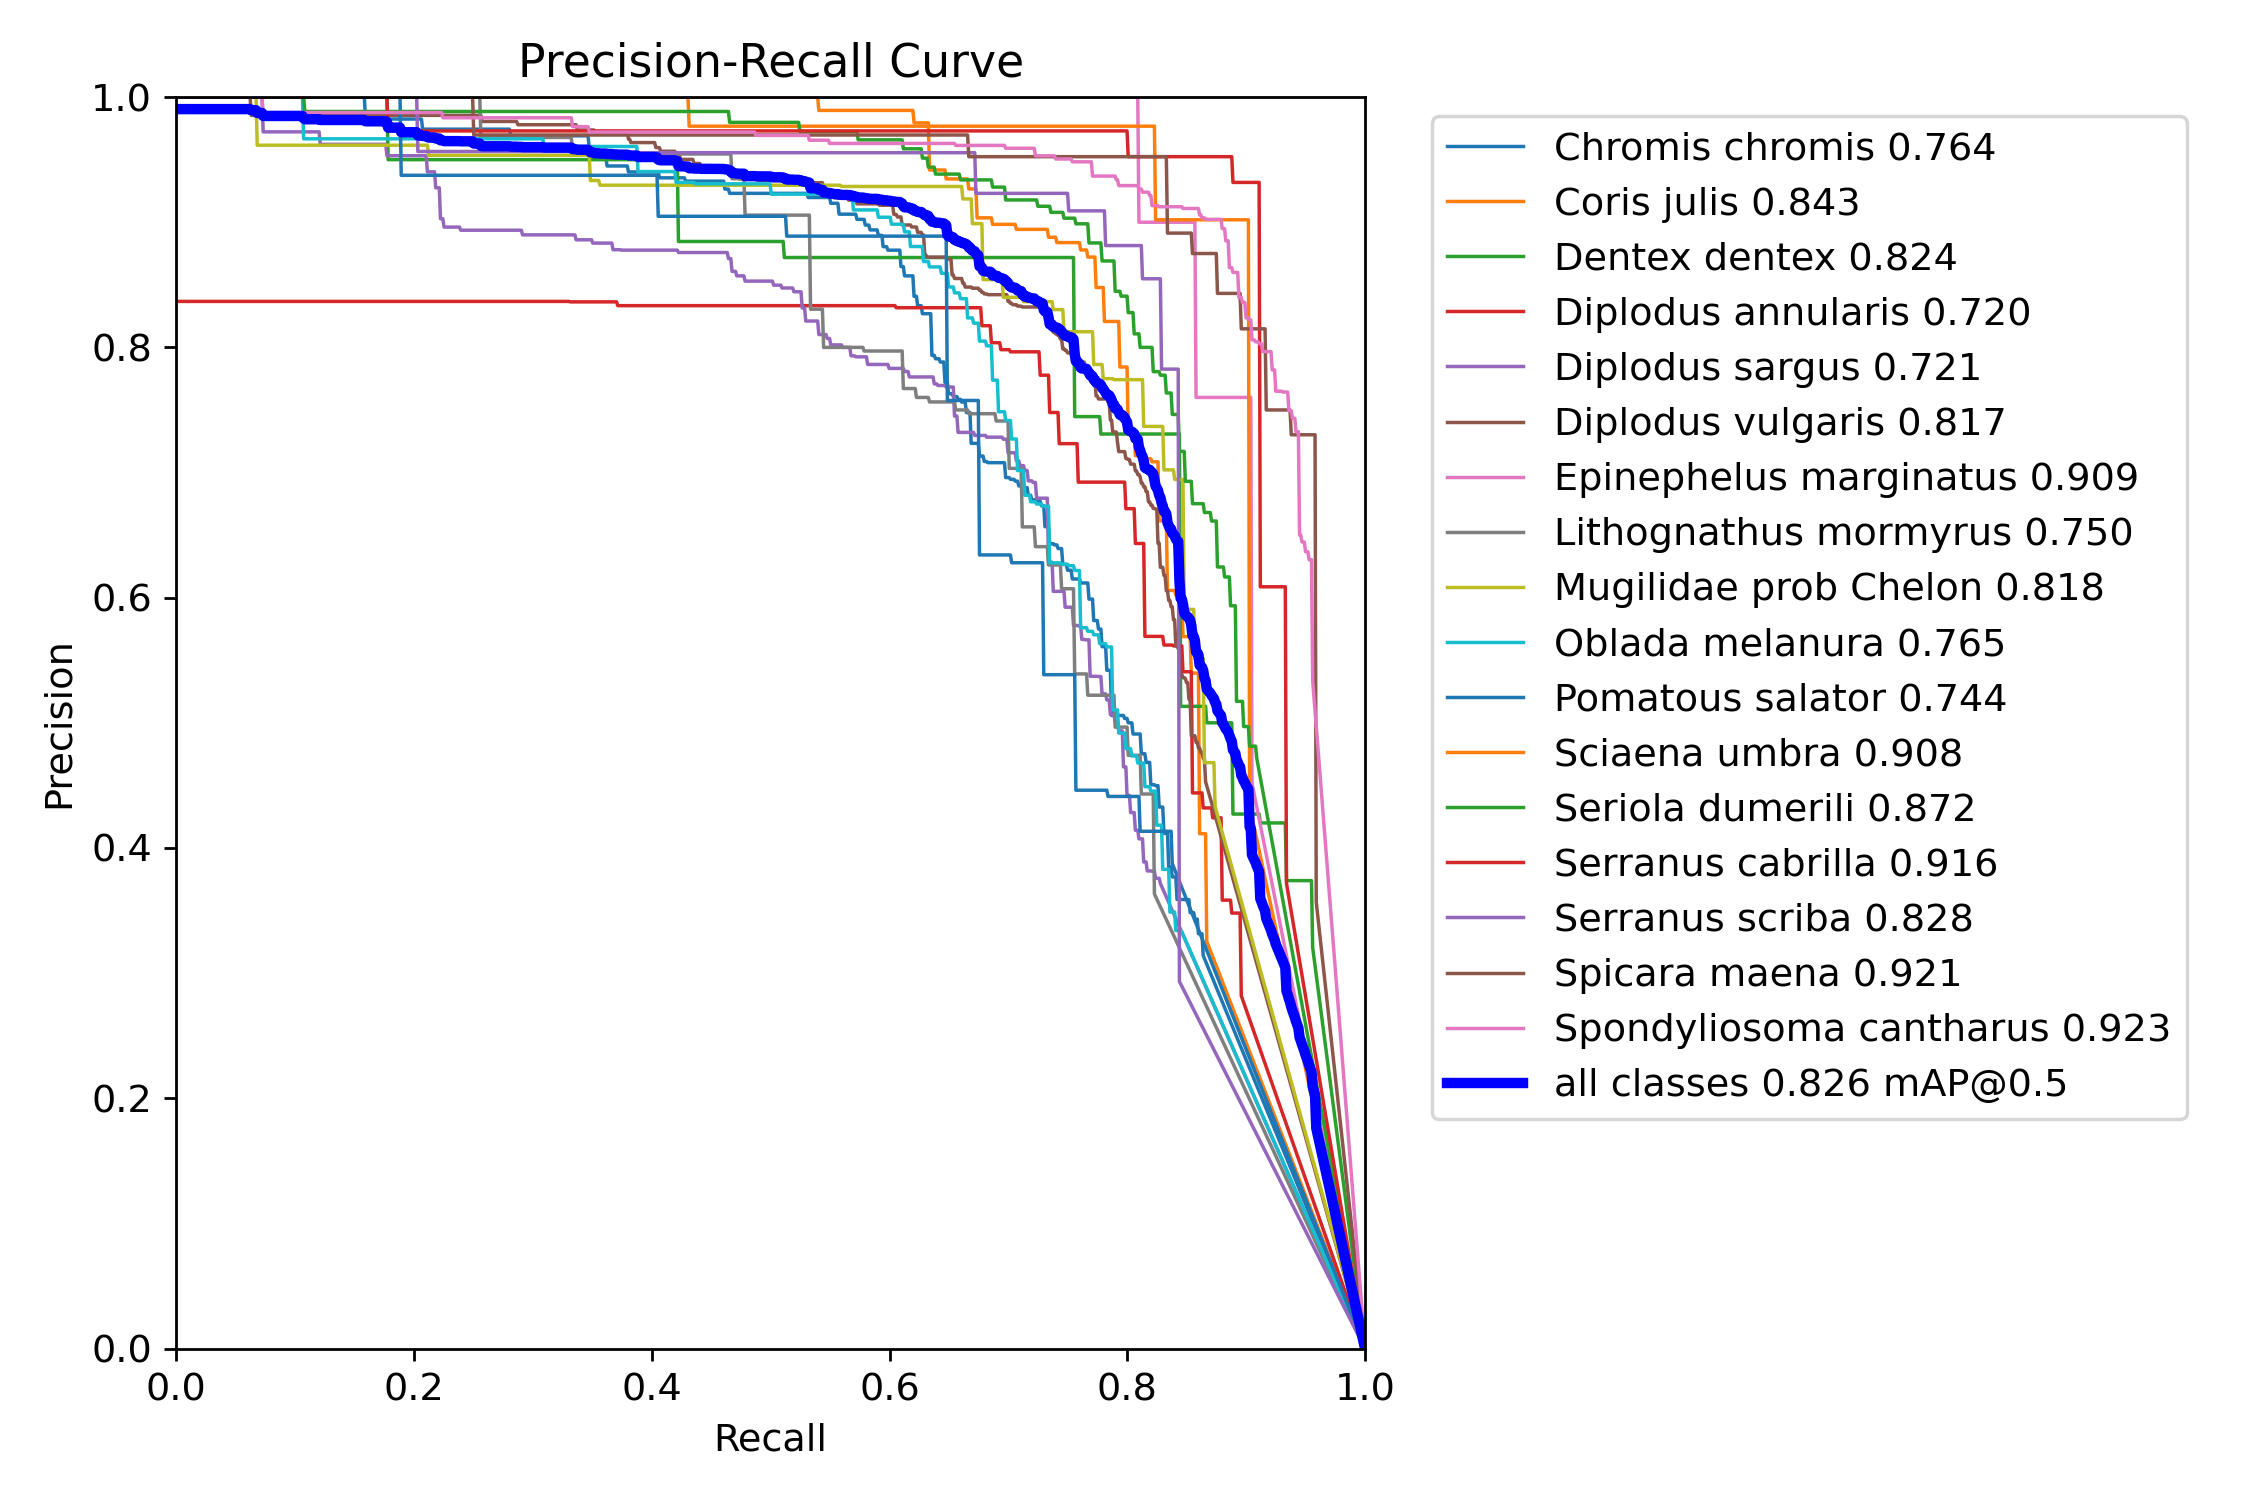 Precision-Recall Curve
1.0
0.8
0.6
0.4
0.2
0.0
Precision
0.0 0.2 0.4 0.6 0.8 1.0
Recall
Chromis chromis 0.764
Coris julis 0.843
Dentex dentex 0.824
Diplodus annularis 0.720
Diplodus sargus 0.721
Diplodus vulgaris 0.817
Epinephelus marginatus 0.909
Lithognathus mormyrus 0.750
Mugilidae prob Chelon 0.818
Oblada melanura 0.765
Pomatous salator 0.744
Sciaena umbra 0.908
Seriola dumerili 0.872
Serranus cabrilla 0.916
Serranus scriba 0.828
Spicara maena 0.921
Spondyliosoma cantharus 0.923
all classes 0.826 mAP@0.5